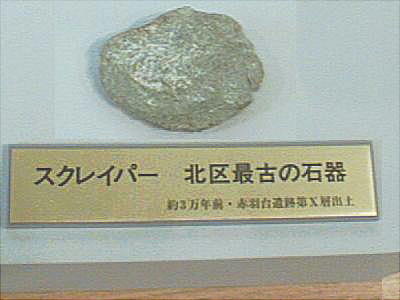 スクレイパー　北区最古の石器
約3万年前・赤羽台遺跡第X層出土